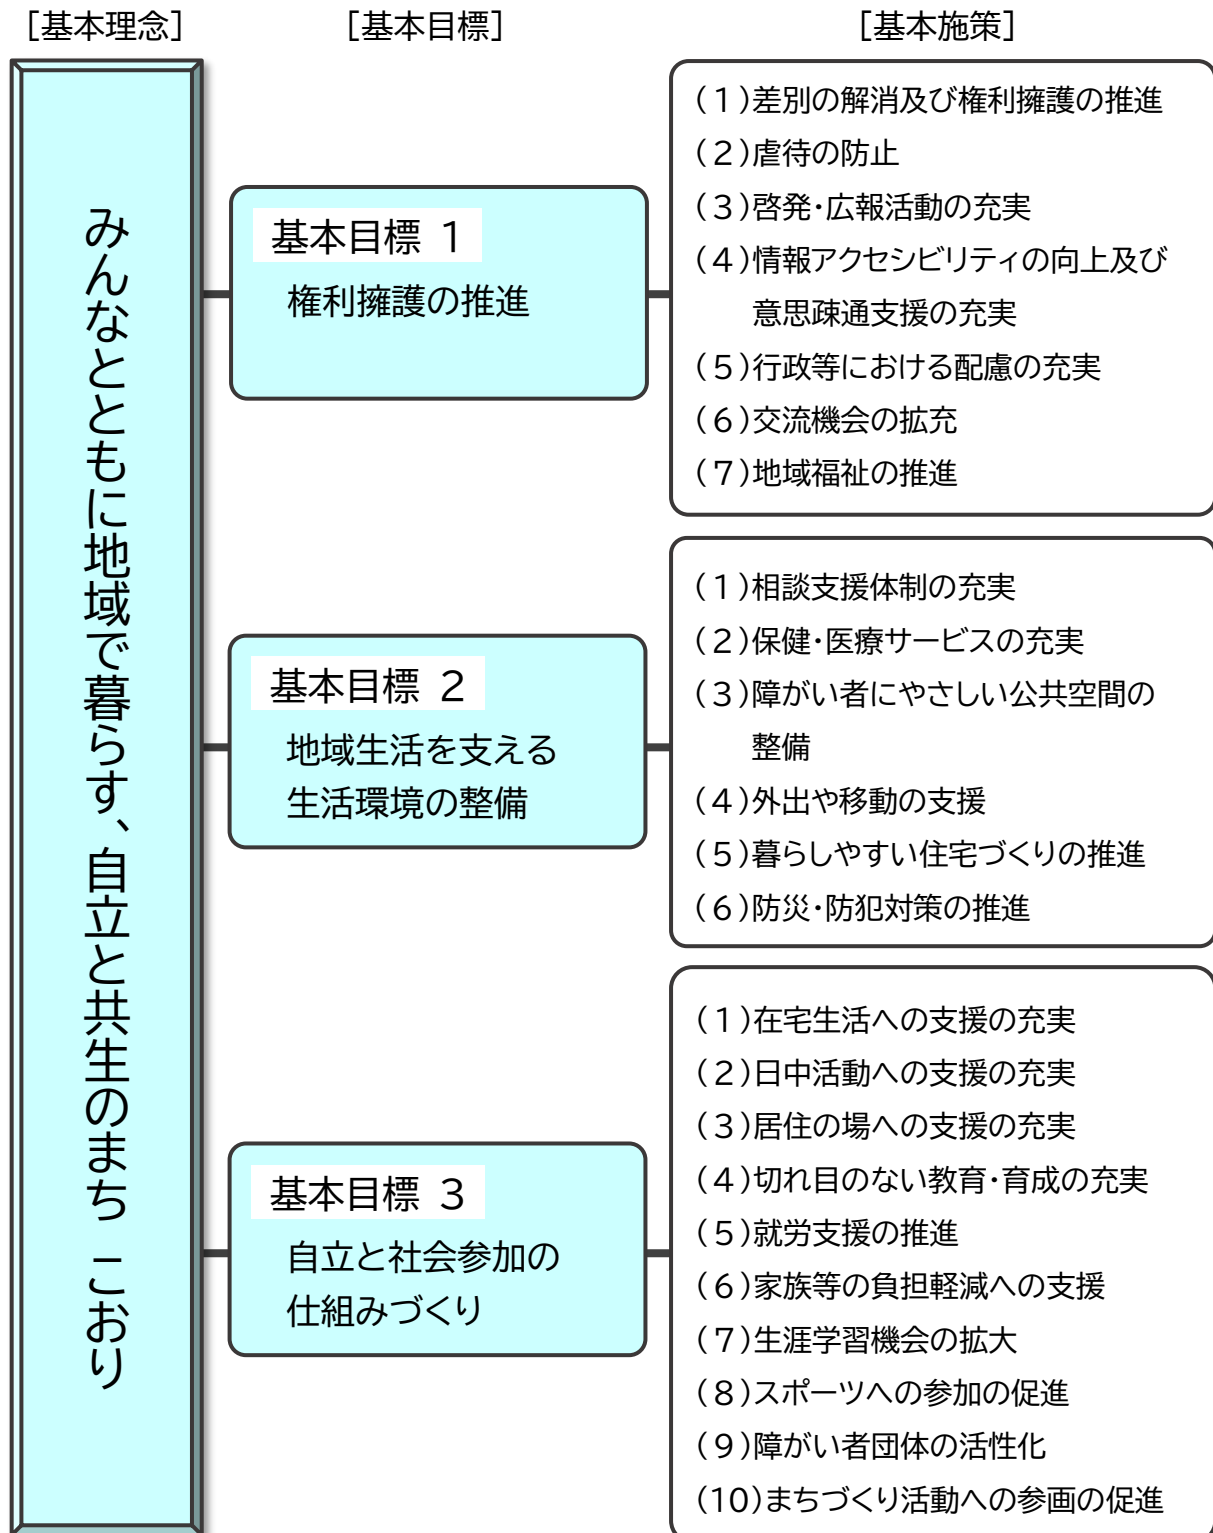 ［基本理念］
［基本目標］
［基本施策］
みんなとともに地域で暮らす、自立と共生のまち こおり
基本目標 1
権利擁護の推進
(1)差別の解消及び権利擁護の推進
(2)虐待の防止
(3)啓発・広報活動の充実
(4)情報アクセシビリティの向上及び
意思疎通支援の充実
(5)行政等における配慮の充実
(6)交流機会の拡充
(7)地域福祉の推進
基本目標 2
地域生活を支える
生活環境の整備
(1)相談支援体制の充実
(2)保健・医療サービスの充実
(3)障がい者にやさしい公共空間の
整備
(4)外出や移動の支援
(5)暮らしやすい住宅づくりの推進
(6)防災・防犯対策の推進
基本目標 3
自立と社会参加の
仕組みづくり
(1)在宅生活への支援の充実
(2)日中活動への支援の充実
(3)居住の場への支援の充実
(4)切れ目のない教育・育成の充実
(5)就労支援の推進
(6)家族等の負担軽減への支援
(7)生涯学習機会の拡大
(8)スポーツへの参加の促進
(9)障がい者団体の活性化
(10)まちづくり活動への参画の促進